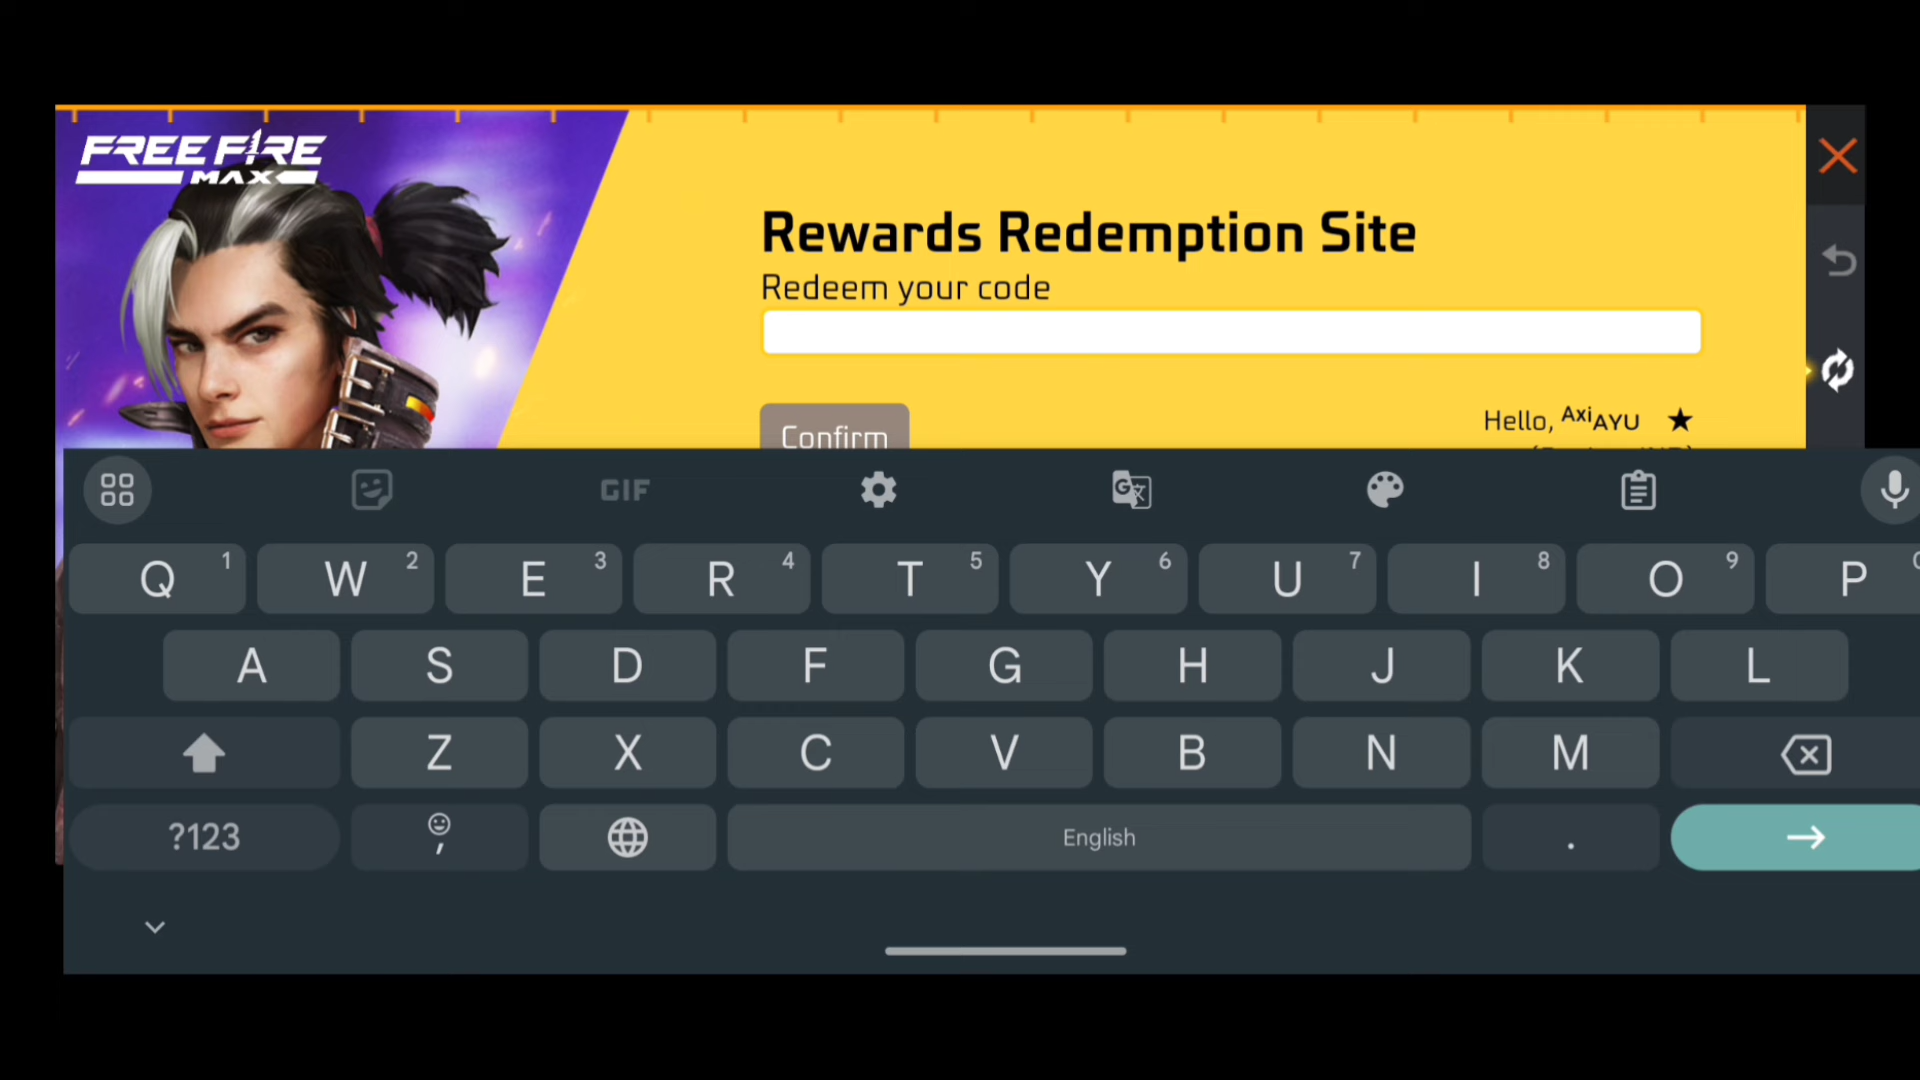 FREE FIRE
MAX
Rewards Redemption Site
Redeem your code
Hello, AxiAYU ★
Confirm
GIF
Q 1 W 2 E 3 R 4 T 5 Y 6 U 7 I 8 O 9 P
A S D F G H J K L
Z X C V B N M
?123 , English .